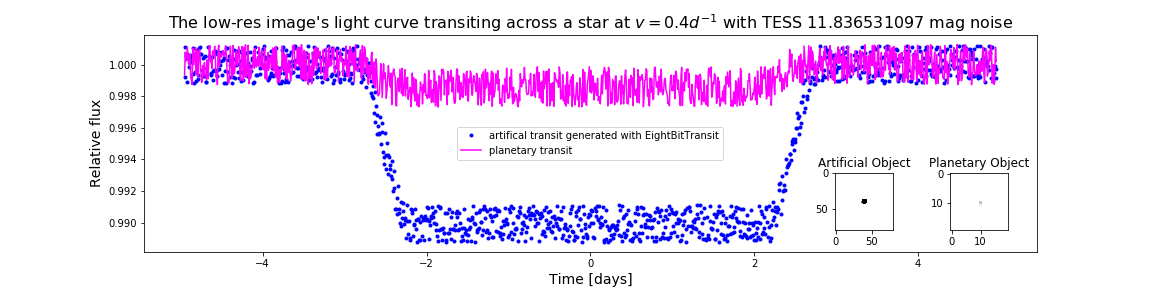 The low-res image's light curve transiting across a star at v = 0.4d⁻¹ with TESS 11.836531097 mag noise
Relative flux
1.000
0.998
0.996
0.994
0.992
0.990
artifical transit generated with EightBitTransit
planetary transit
Artificial Object
0
50
0 50
Planetary Object
0
10
0 10
−4 −2 0 2 4
Time [days]